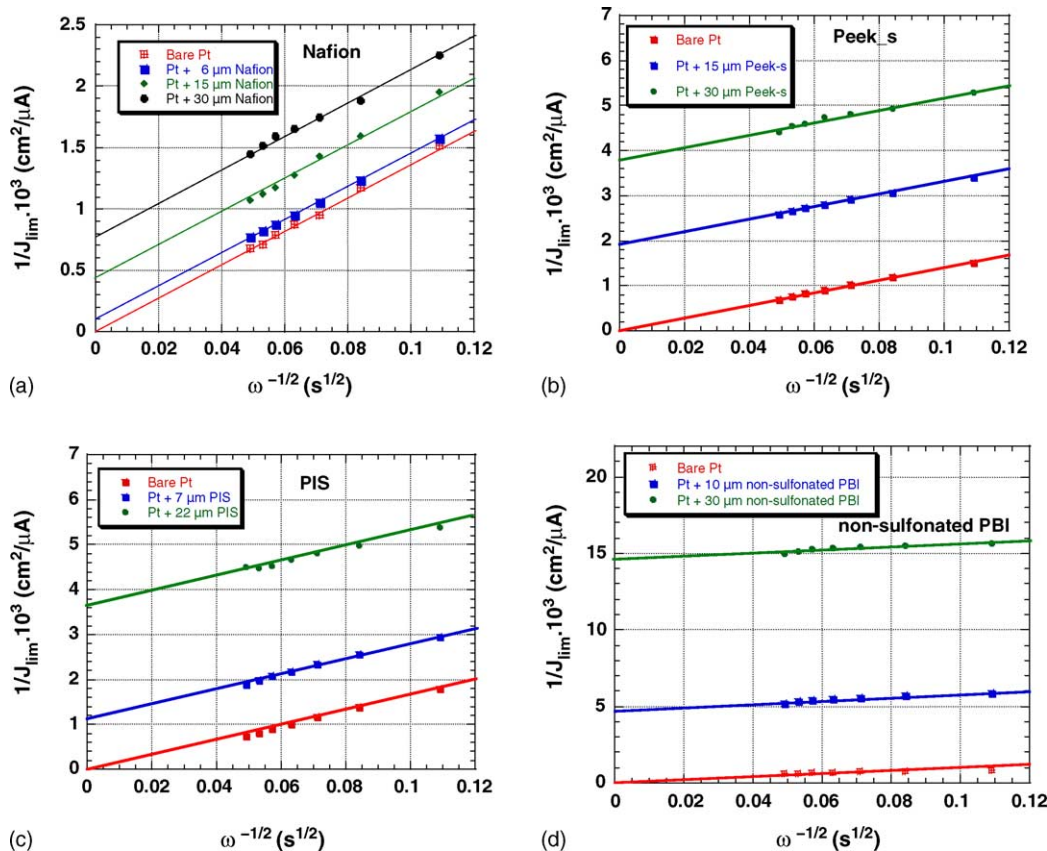 Nafion
Bare Pt
Pt + 6 µm Nafion
Pt + 15 µm Nafion
Pt + 30 µm Nafion
1/J_lim.10^3 (cm^2/µA)
2.5
2
1.5
1
0.5
0
0 0.02 0.04 0.06 0.08 0.1 0.12
ω^-1/2 (s^1/2)
(a)
Peek_s
Bare Pt
Pt + 15 µm Peek-s
Pt + 30 µm Peek-s
1/J_lim.10^3 (cm^2/µA)
7
6
5
4
3
2
1
0
0 0.02 0.04 0.06 0.08 0.1 0.12
ω^-1/2 (s^1/2)
(b)
PIS
Bare Pt
Pt + 7 µm PIS
Pt + 22 µm PIS
1/J_lim.10^3 (cm^2/µA)
7
6
5
4
3
2
1
0
0 0.02 0.04 0.06 0.08 0.1 0.12
ω^-1/2 (s^1/2)
(c)
Bare Pt
Pt + 10 µm non-sulfonated PBI
Pt + 30 µm non-sulfonated PBI
non-sulfonated PBI
1/J_lim.10^3 (cm^2/µA)
20
15
10
5
0
0 0.02 0.04 0.06 0.08 0.1 0.12
ω^-1/2 (s^1/2)
(d)